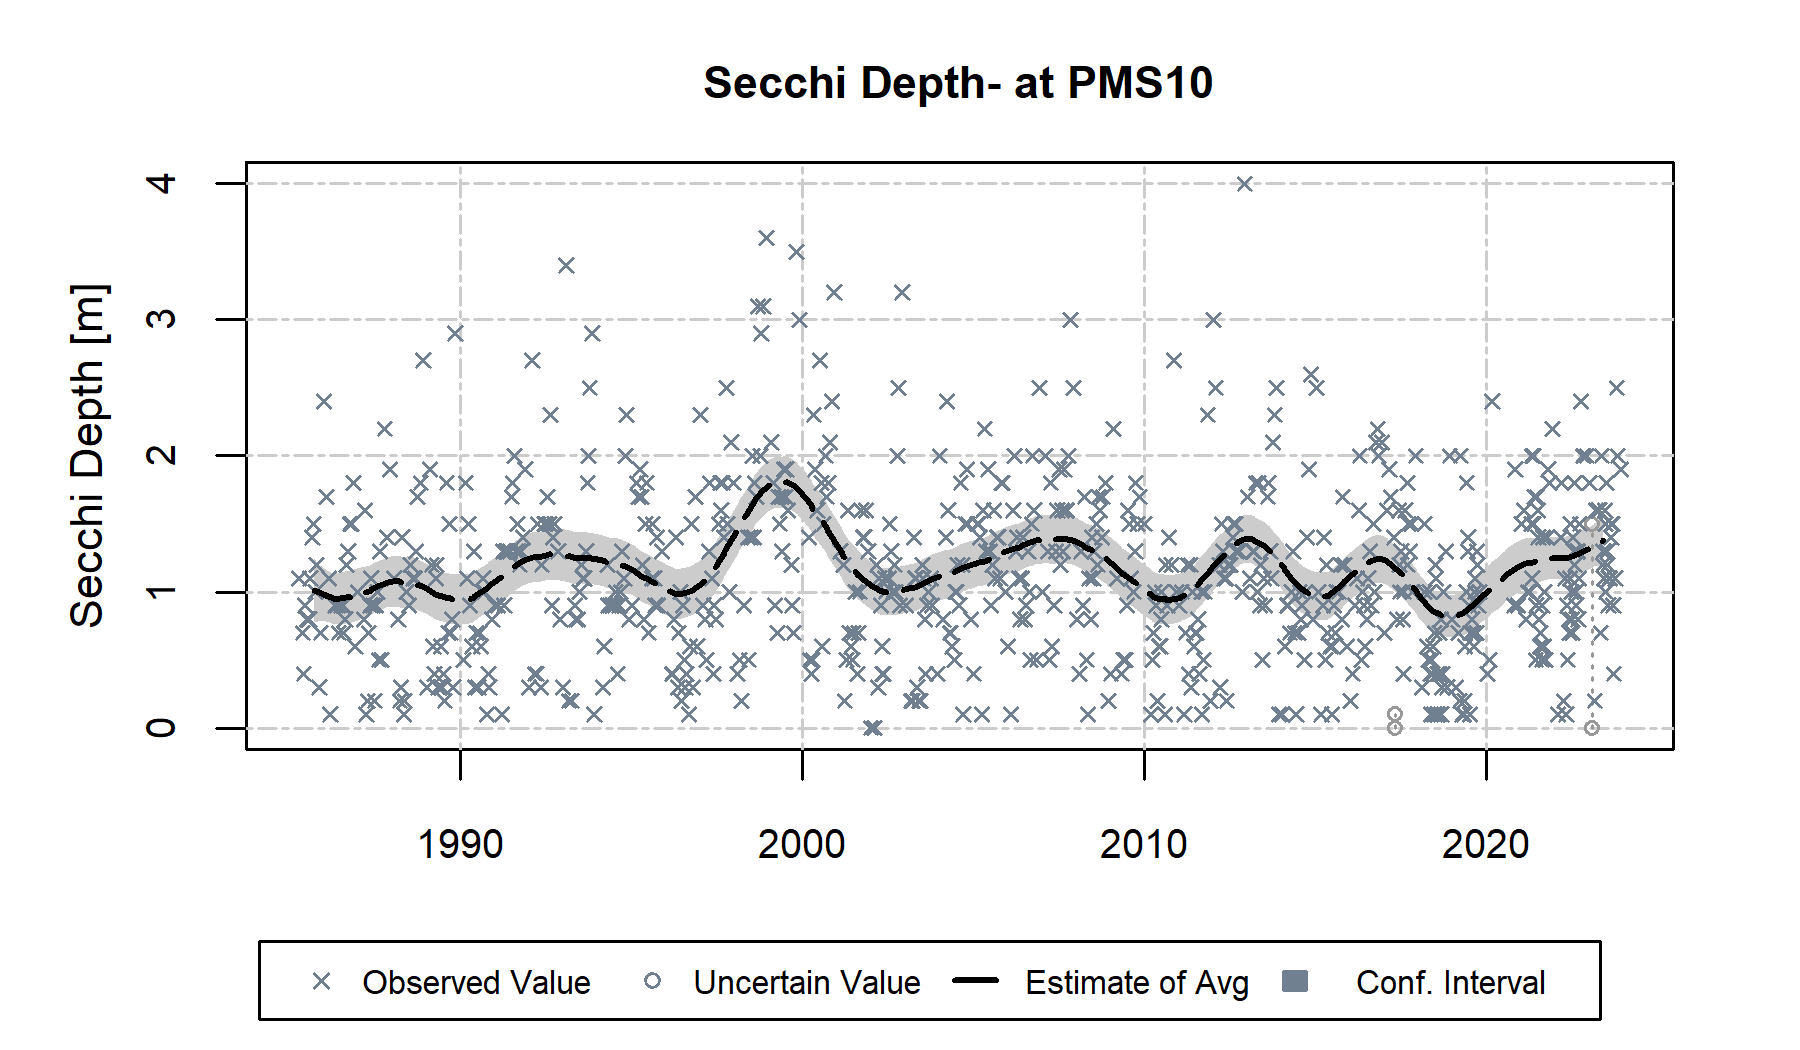 Secchi Depth- at PMS10
Secchi Depth [m]
4
3
2
1
0
1990 2000 2010 2020
Observed Value Uncertain Value Estimate of Avg Conf. Interval